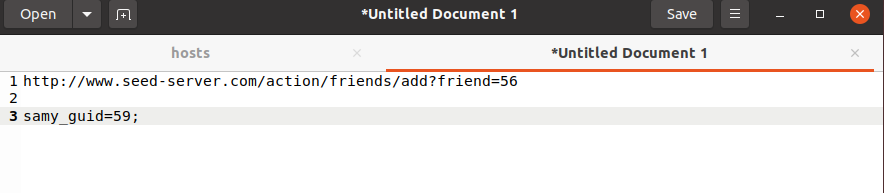 Open
*Untitled Document 1
Save
hosts
*Untitled Document 1
1 http://www.seed-server.com/action/friends/add?friend=56
2
3 samy_guid=59;